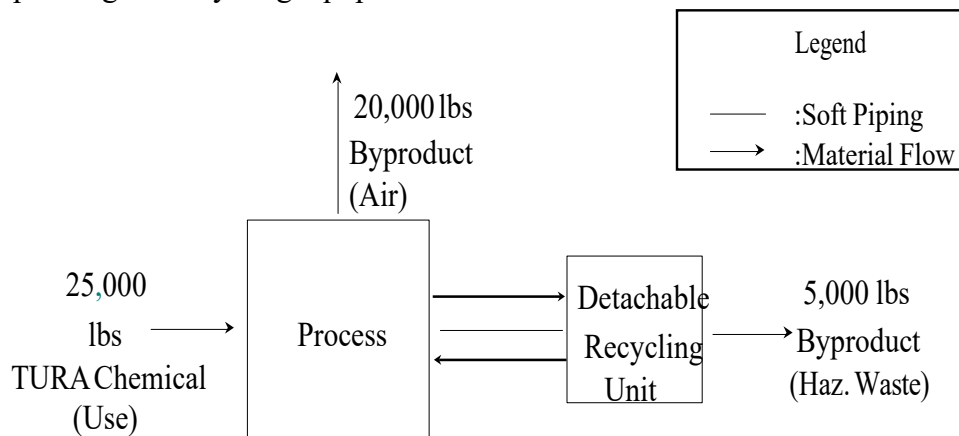 Legend
:Soft Piping
:Material Flow
20,000 lbs
Byproduct
(Air)
25,000
lbs
TURA Chemical
(Use)
Process
Detachable
Recycling
Unit
5,000 lbs
Byproduct
(Haz. Waste)